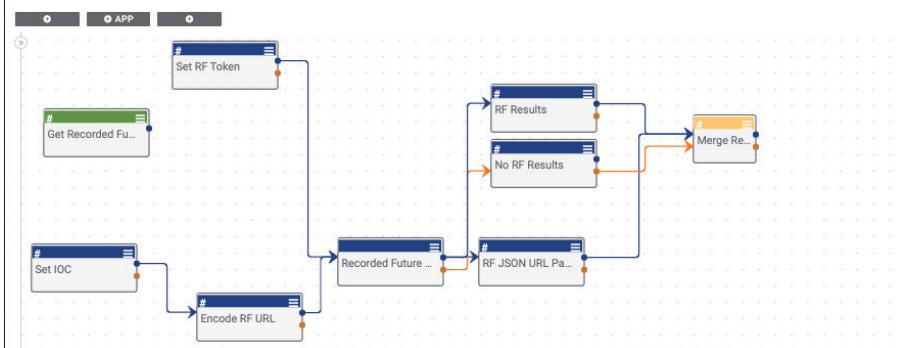 APP
#
Set RF Token
#
RF Results
#
Get Recorded Fu...
#
Merge Re...
#
No RF Results
#
Set IOC
#
Recorded Future ...
#
RF JSON URL Pa...
#
Encode RF URL